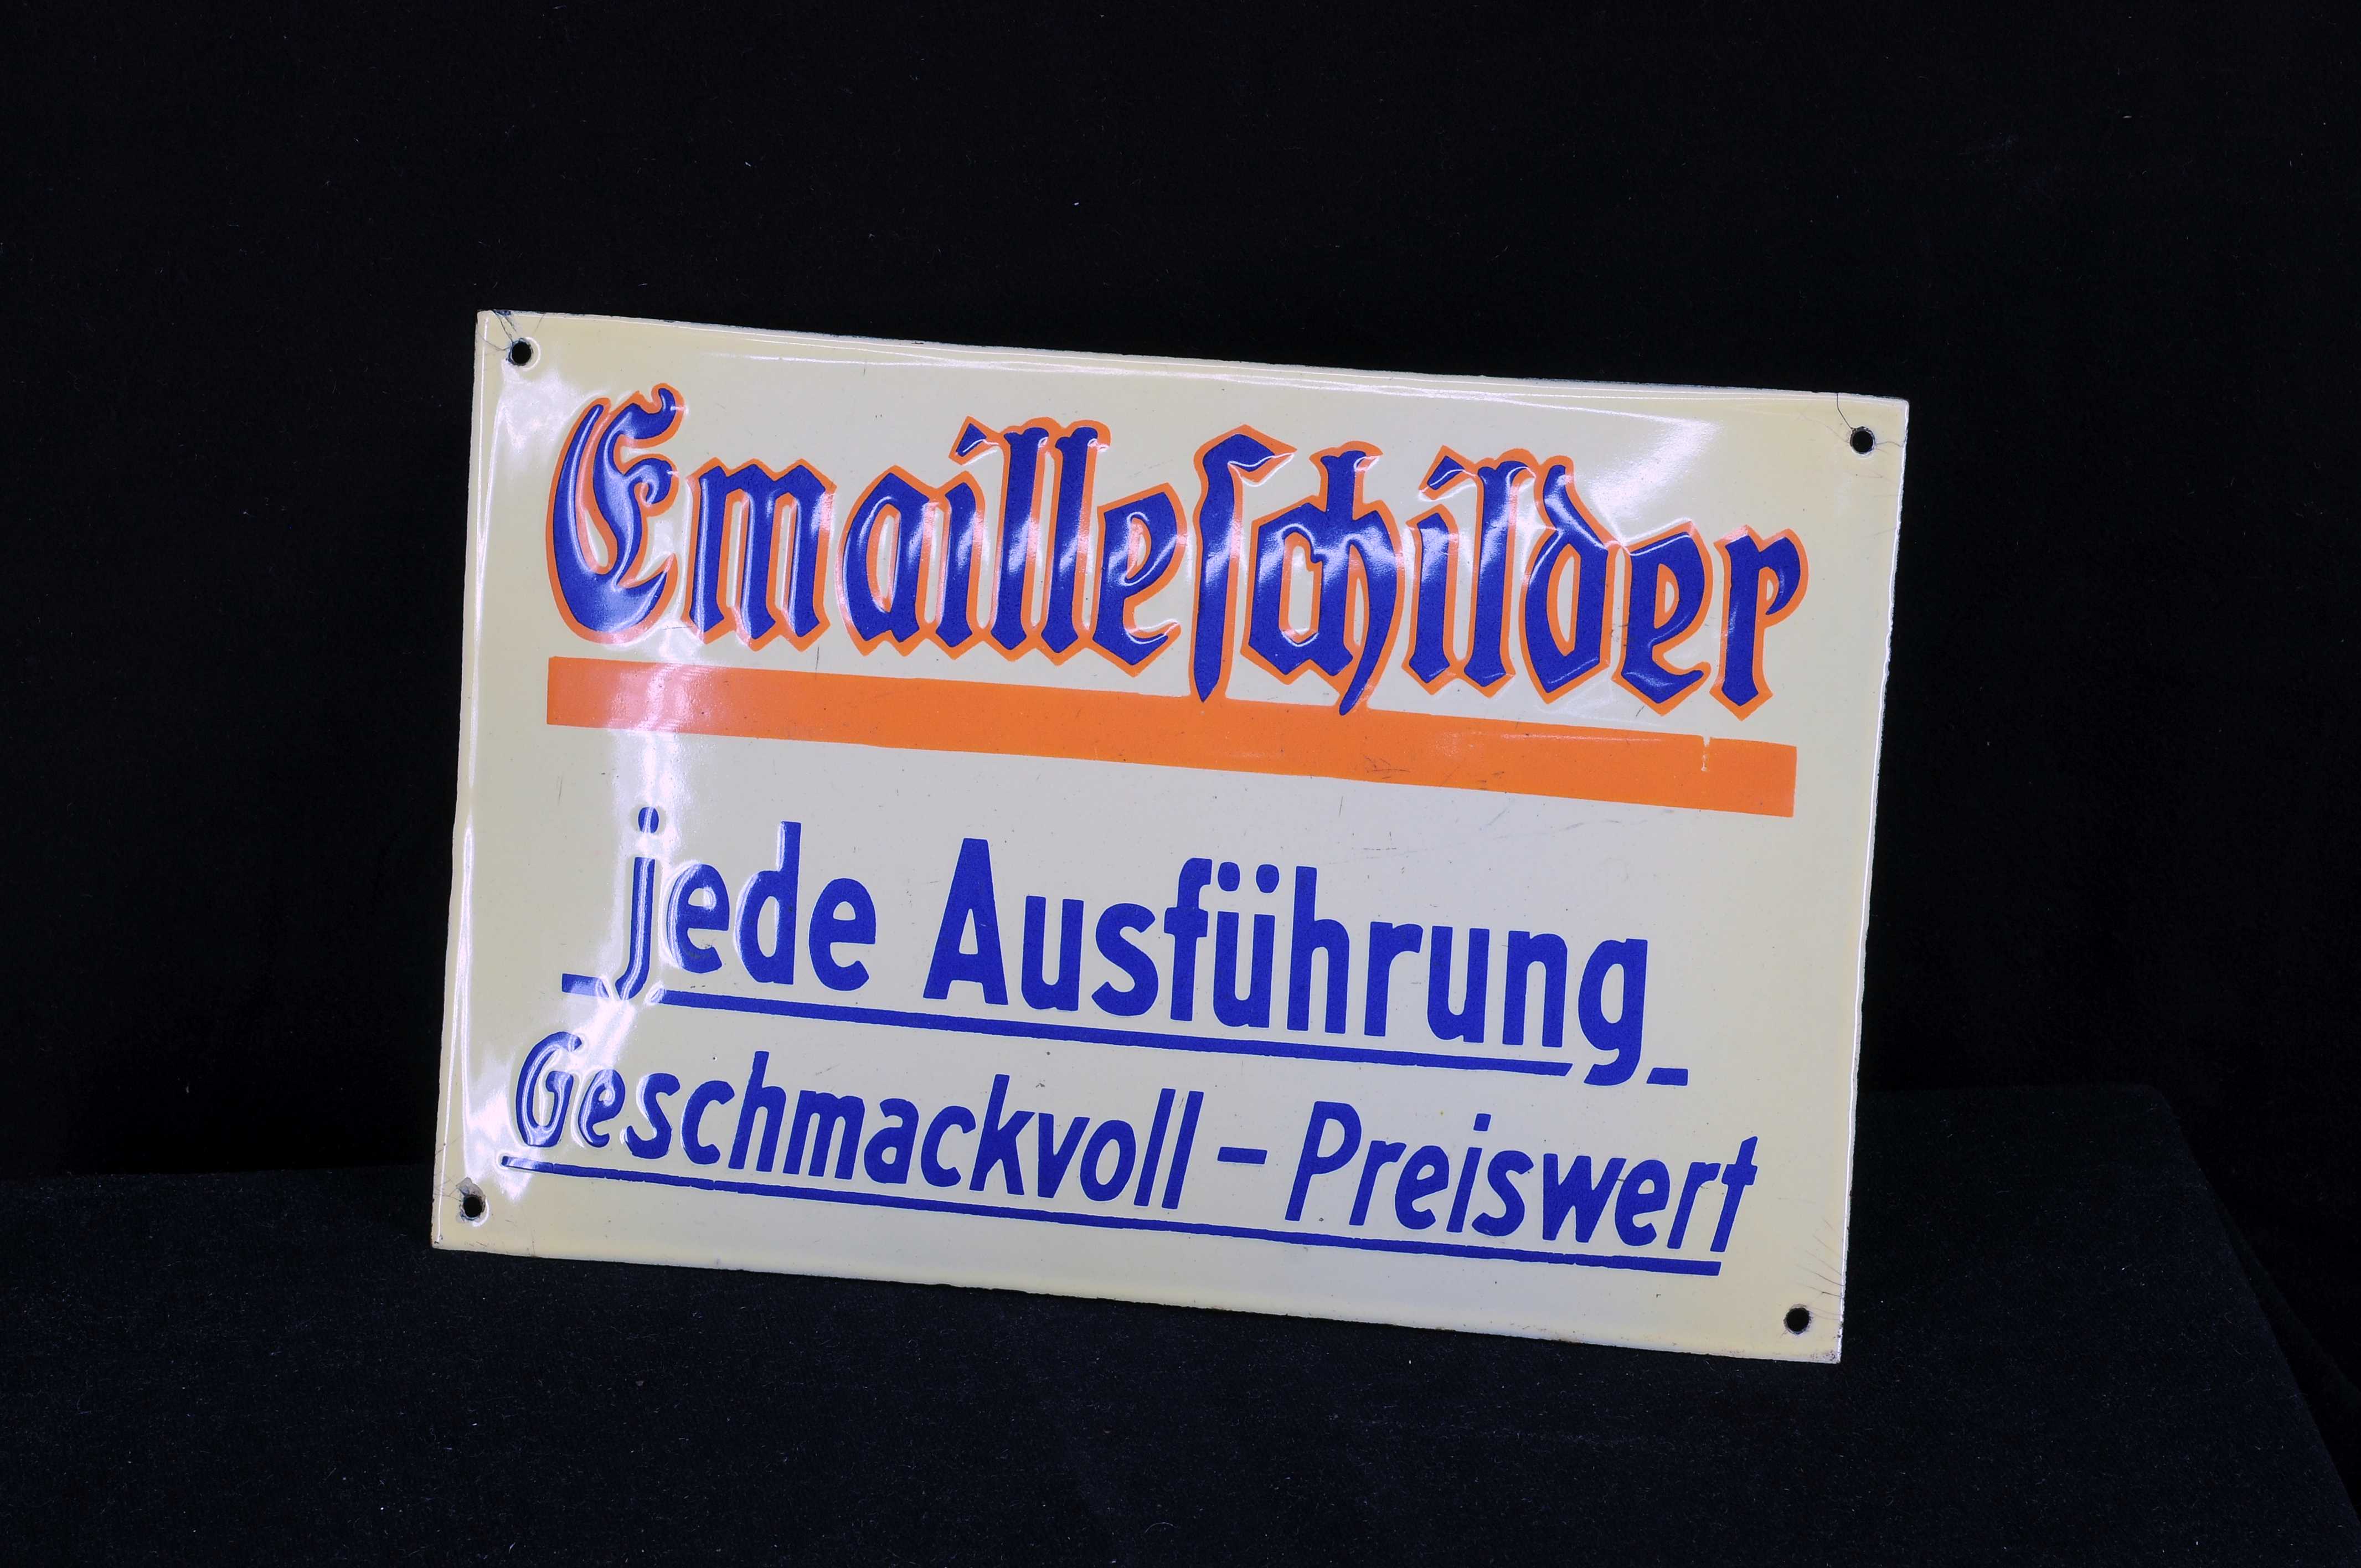 Emailleſchilder
jede Ausführung
Geschmackvoll – Preiswert